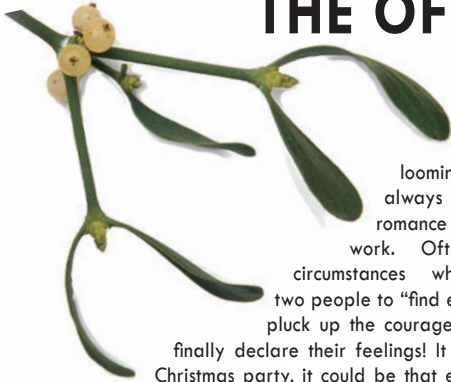 THE OF
loomin
always
romance
work. Oft
circumstances wh
two people to “find e
pluck up the courage
finally declare their feelings! It
Christmas party, it could be that e